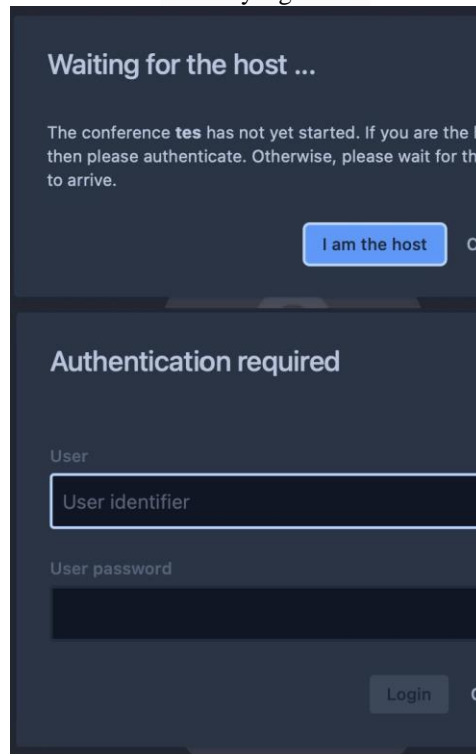 Waiting for the host ...
The conference tes has not yet started. If you are the
then please authenticate. Otherwise, please wait for
to arrive.
I am the host
Authentication required
User
User identifier
User password
Login